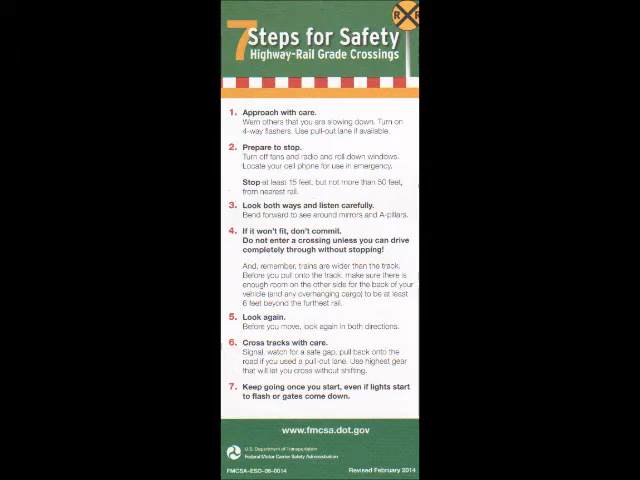 7 Steps for Safety
Highway-Rail Grade Crossings
R R
1. Approach with care.
Warn others that you are slowing down. Turn on
4-way flashers. Use pull-out lane if available.
2. Prepare to stop.
Turn off fans and radio and roll down windows.
Locate your cell phone for use in emergency.
Stop at least 15 feet, but not more than 50 feet,
from nearest rail.
3. Look both ways and listen carefully.
Bend forward to see around mirrors and A-pillars.
4. If it won't fit, don't commit.
Do not enter a crossing unless you can drive
completely through without stopping!
And, remember, trains are wider than the track.
Before you pull onto the track, make sure there is
enough room on the other side for the back of your
vehicle (and any overhanging cargo) to be at least
6 feet beyond the furthest rail.
5. Look again.
Before you move, look again in both directions.
6. Cross tracks with care.
Signal, watch for a safe gap, pull back onto the
road if you used a pull-out lane. Use highest gear
that will let you cross without shifting.
7. Keep going once you start, even if lights start
to flash or gates come down.
www.fmcsa.dot.gov
U.S. Department of Transportation
Federal Motor Carrier Safety Administration
FMCSA-ESO-06-0014
Revised February 2014